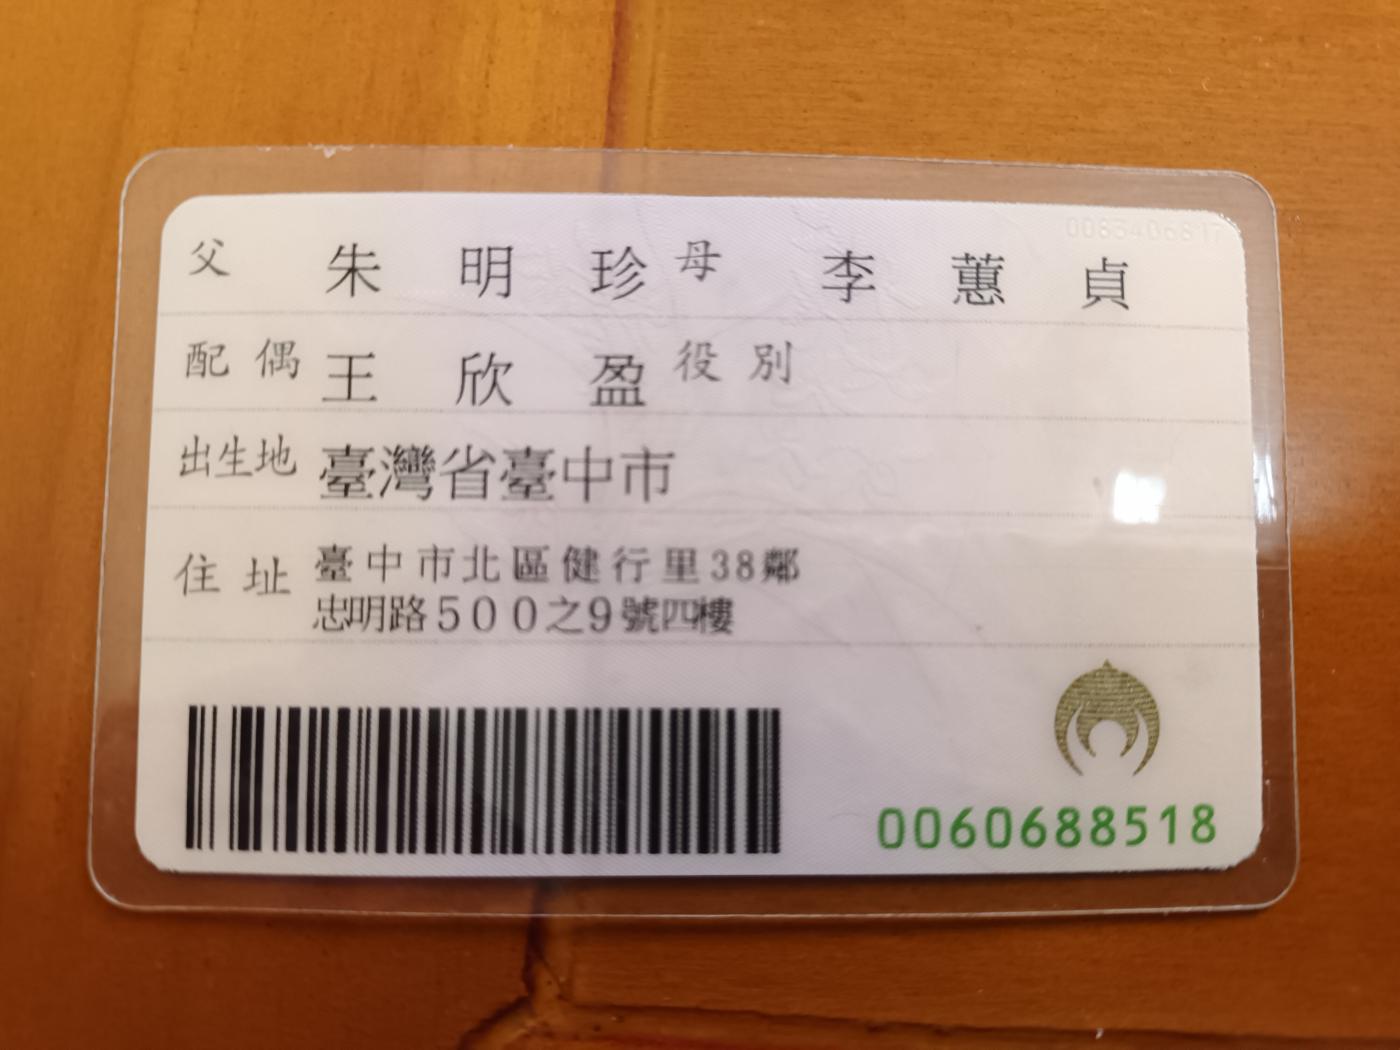 父 朱明珍 母 李蕙貞
配偶 王欣盈 役別
出生地 臺灣省臺中市
住址 臺中市北區健行里38鄰
忠明路500之9號四樓
0060688518